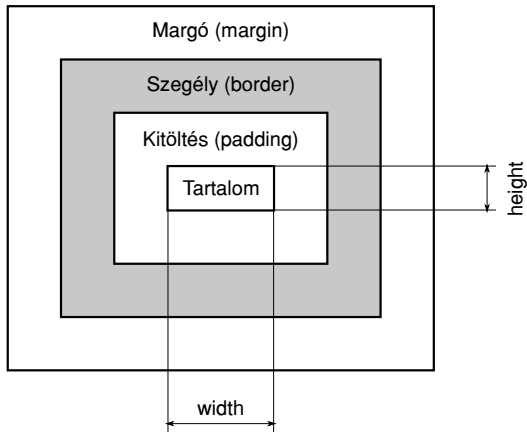 Margó (margin)
Szegély (border)
Kitöltés (padding)
Tartalom
height
width